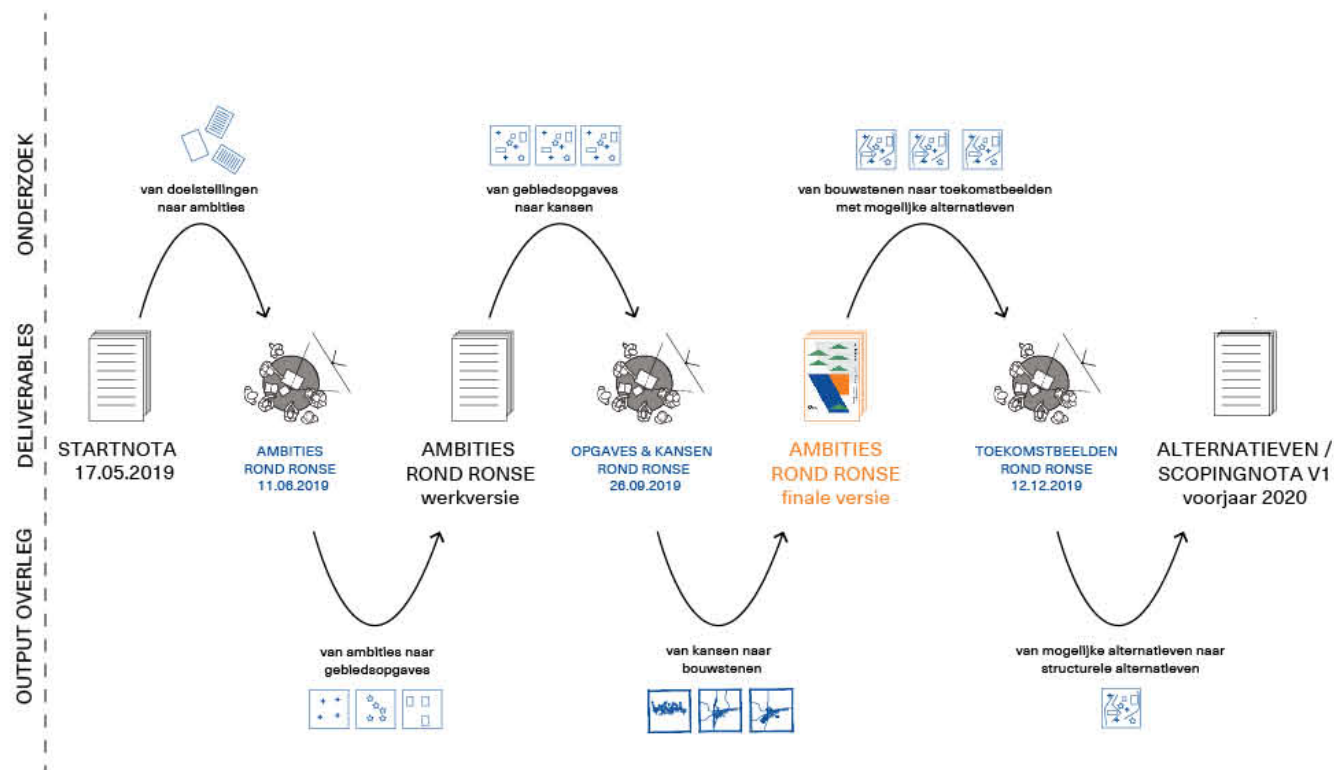 ONDERZOEK
van doelstellingen
naar ambities
van gebiedsopgaves
naar kansen
van bouwstenen naar toekomstbeelden
met mogelijke alternatieven
DELIVERABLES
STARTNOTA
17.05.2019
AMBITIES
ROND RONSE
11.06.2019
AMBITIES
ROND RONSE
werkversie
OPGAVES & KANSEN
ROND RONSE
26.09.2019
AMBITIES
ROND RONSE
finale versie
TOEKOMSTBEELDEN
ROND RONSE
12.12.2019
ALTERNATIEVEN /
SCOPINGNOTA V1
voorjaar 2020
OUTPUT OVERLEG
van ambities naar
gebiedsopgaves
van kansen naar
bouwstenen
van mogelijke alternatieven naar
structurele alternatieven